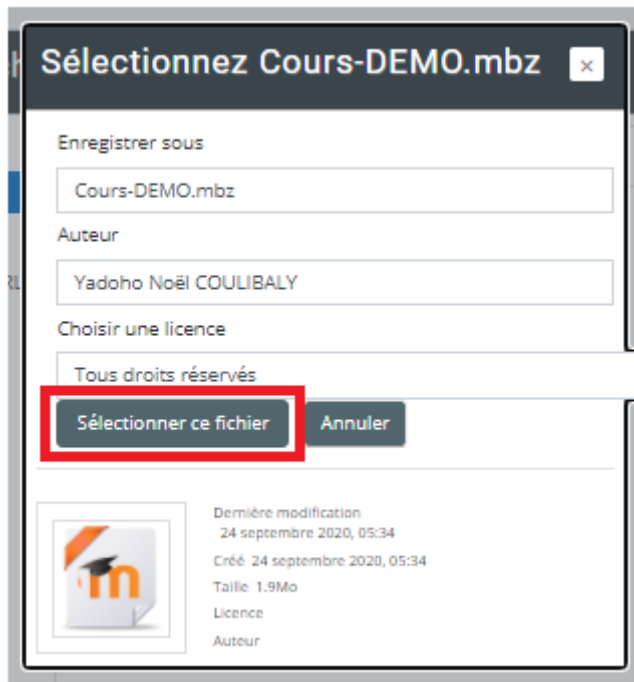 Sélectionnez Cours-DEMO.mbz ×
Enregistrer sous
Cours-DEMO.mbz
Auteur
Yadoho Noël COULIBALY
Choisir une licence
Tous droits réservés
Sélectionner ce fichier Annuler
Dernière modification
24 septembre 2020, 05:34
Créé 24 septembre 2020, 05:34
Taille 1.9Mo
Licence
Auteur
m